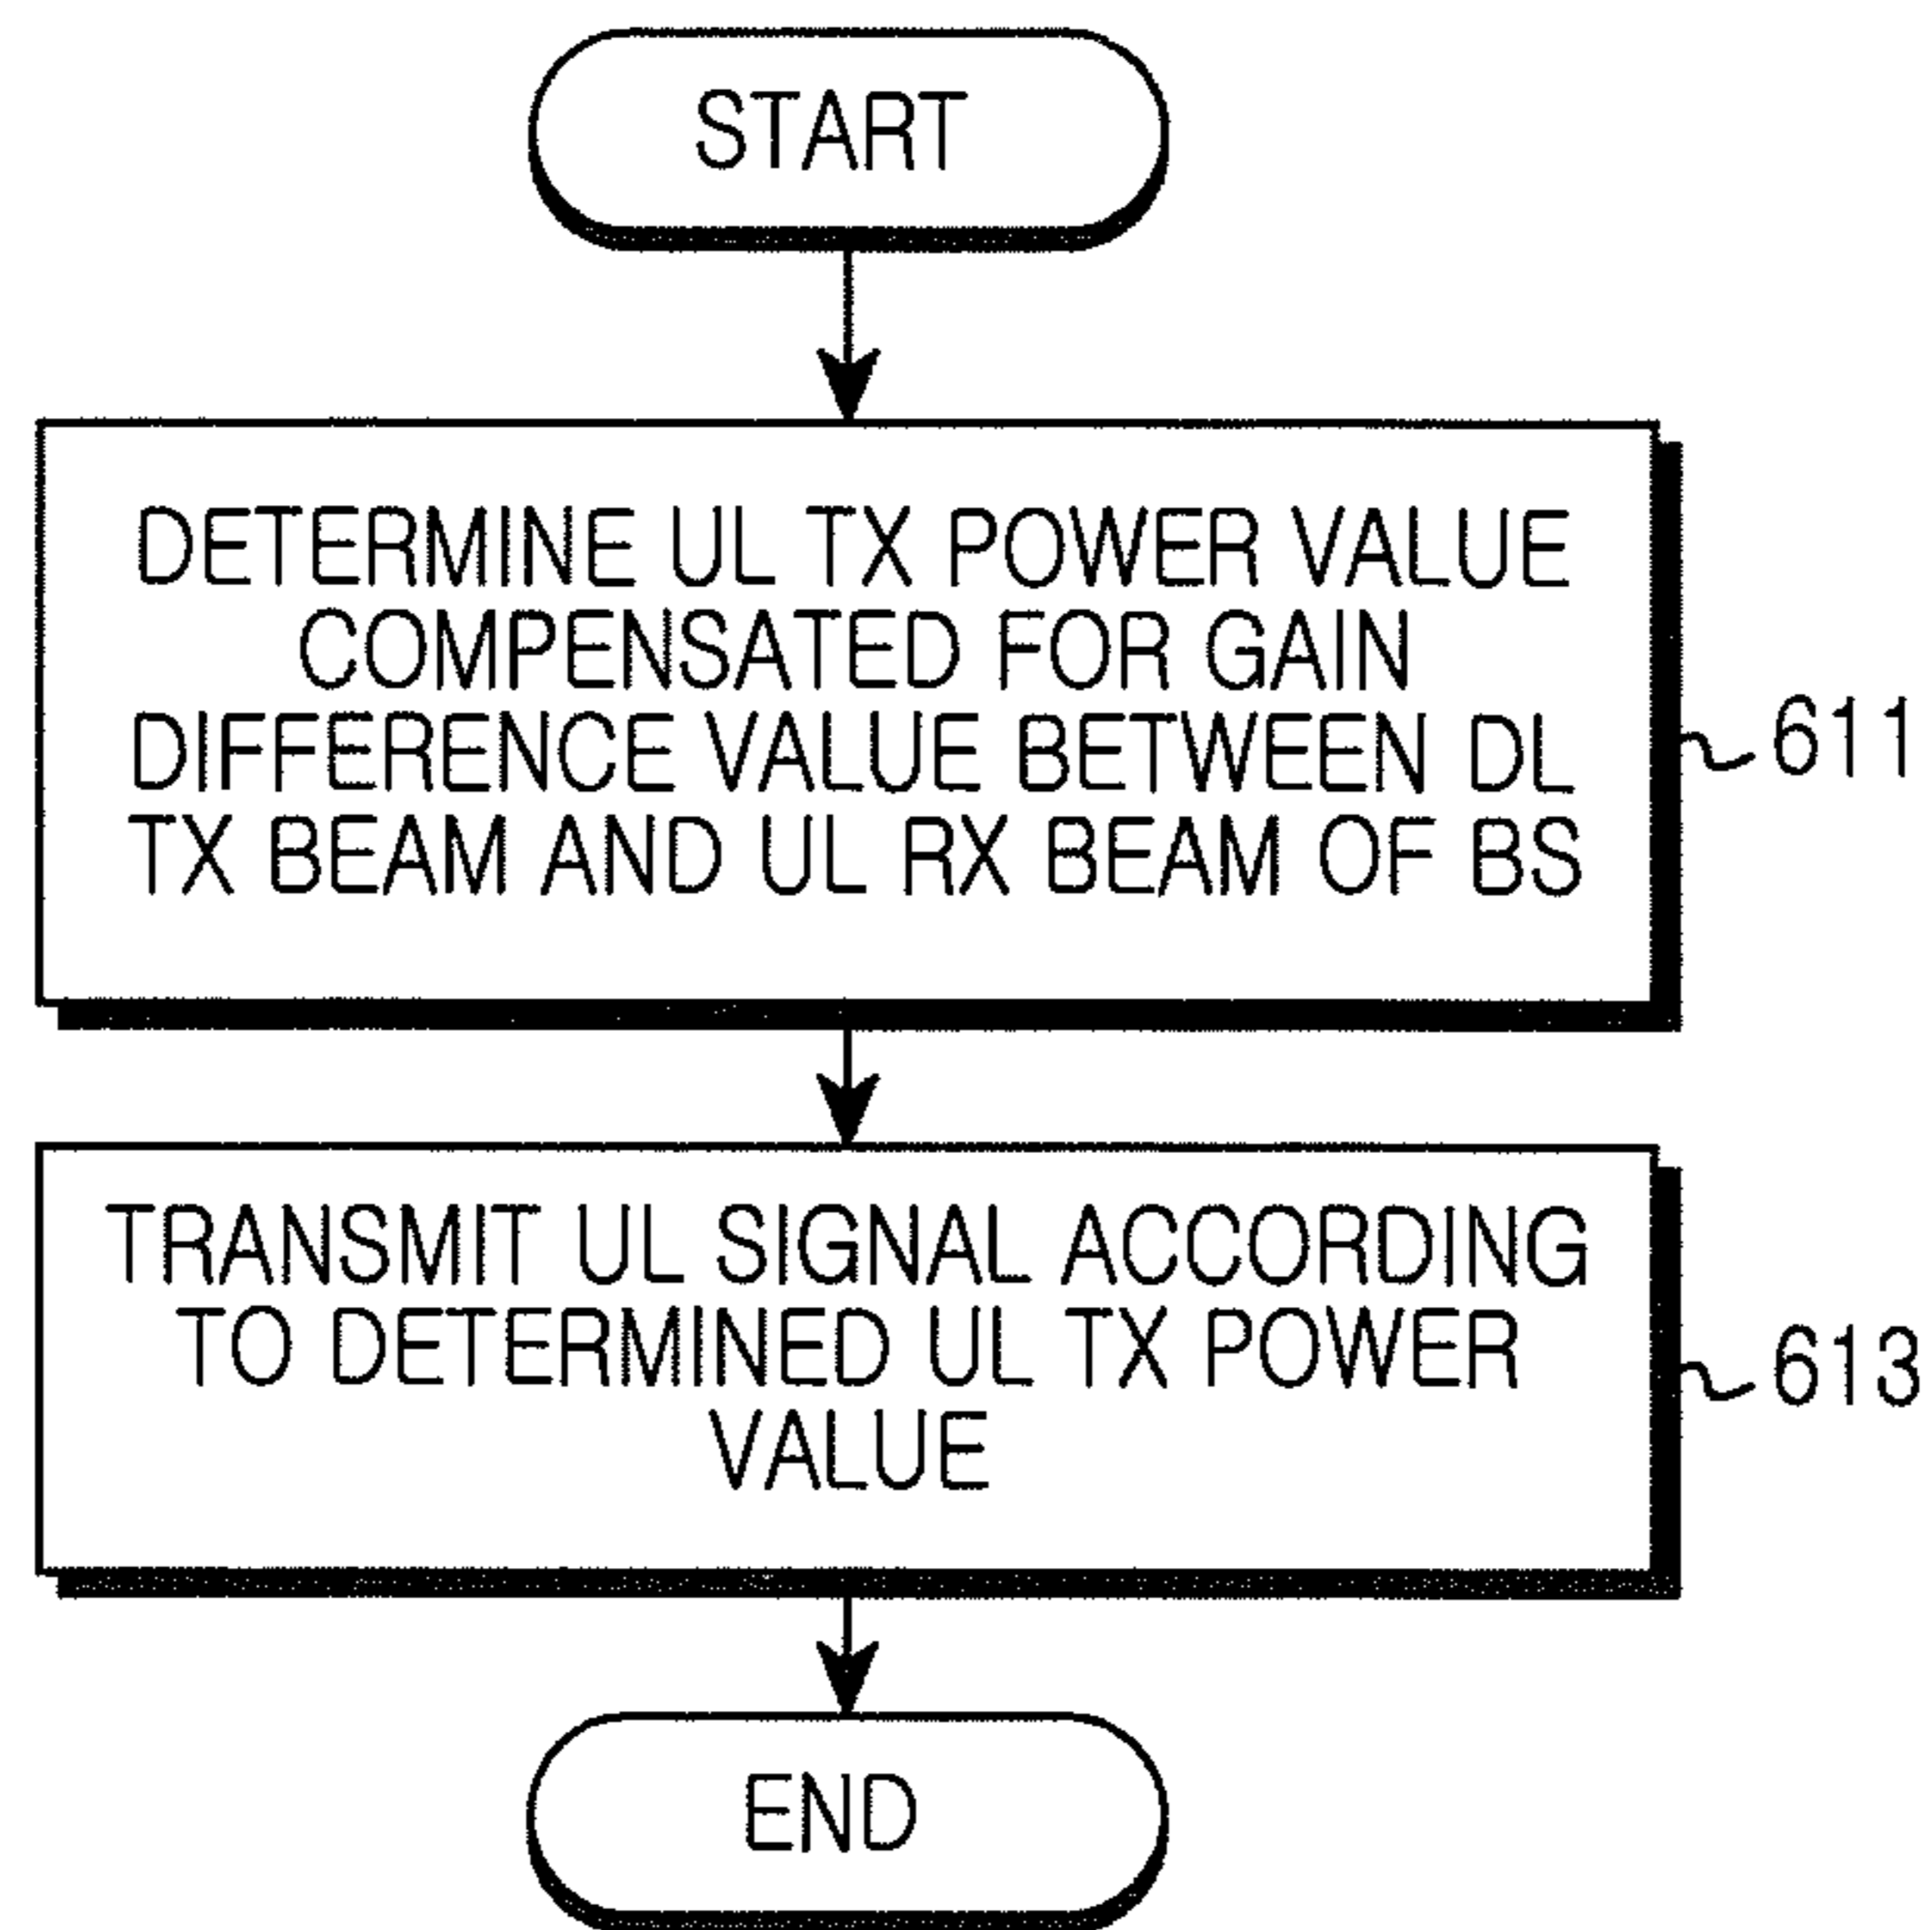 START
DETERMINE UL TX POWER VALUE
COMPENSATED FOR GAIN
DIFFERENCE VALUE BETWEEN DL
TX BEAM AND UL RX BEAM OF BS
611
TRANSMIT UL SIGNAL ACCORDING
TO DETERMINED UL TX POWER
VALUE
613
END